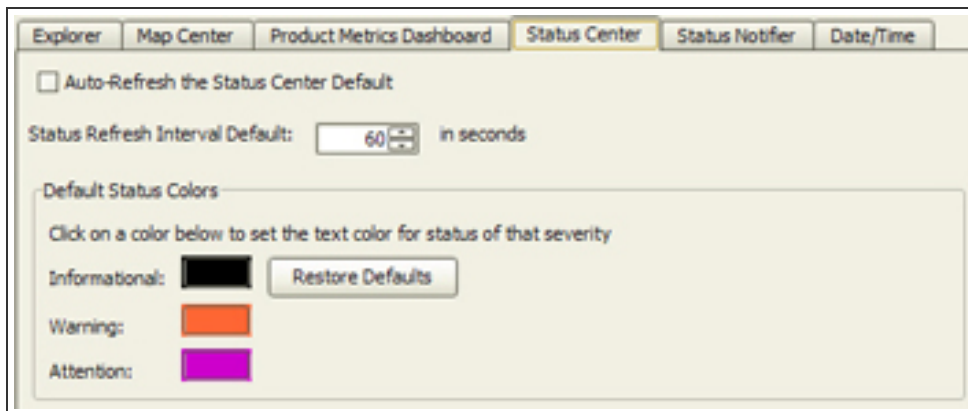 Explorer Map Center Product Metrics Dashboard Status Center Status Notifier Date/Time
Auto-Refresh the Status Center Default
Status Refresh Interval Default: 60 in seconds
Default Status Colors
Click on a color below to set the text color for status of that severity
Informational: Restore Defaults
Warning:
Attention: